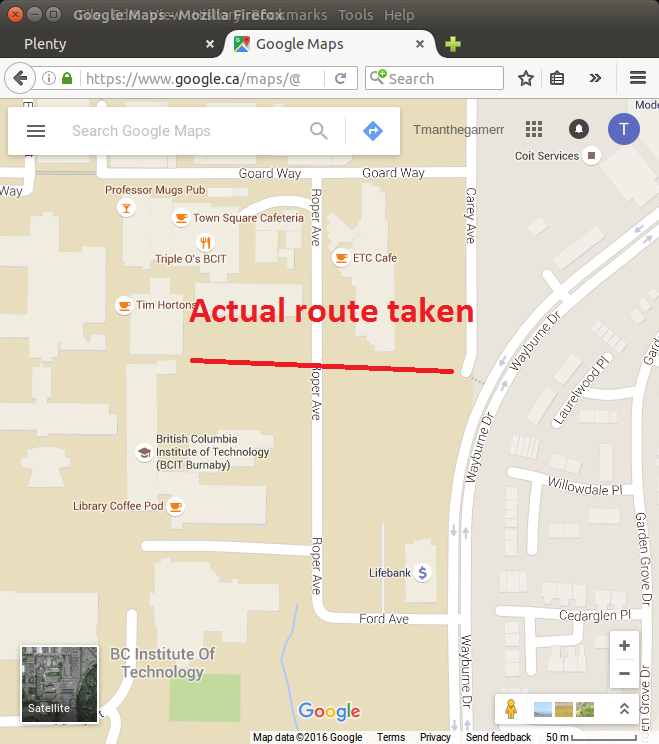 Google Maps - Mozilla Firefox
Tools Help
Plenty
Google Maps
https://www.google.ca/maps/@
Search
Search Google Maps
Tmanthegamerr
T
Mode
Coit Services
Goard Way
Goard Way
Way
Professor Mugs Pub
Roper Ave
Carey Ave
Town Square Cafeteria
Triple O's BCIT
ETC Cafe
Tim Hortons
Actual route taken
Wayburne Dr
Roper Ave
Laurelwood Pl
British Columbia
Institute of Technology
(BCIT Burnaby)
Wayburne Dr
Willowdale Pl
Library Coffee Pod
Garden Grove Dr
Roper Ave
Lifebank
$
Ford Ave
Cedarglen Pl
BC Institute Of
Technology
Wayburne Dr
Satellite
Google
Map data ©2016 Google Terms Privacy Send feedback 50 m